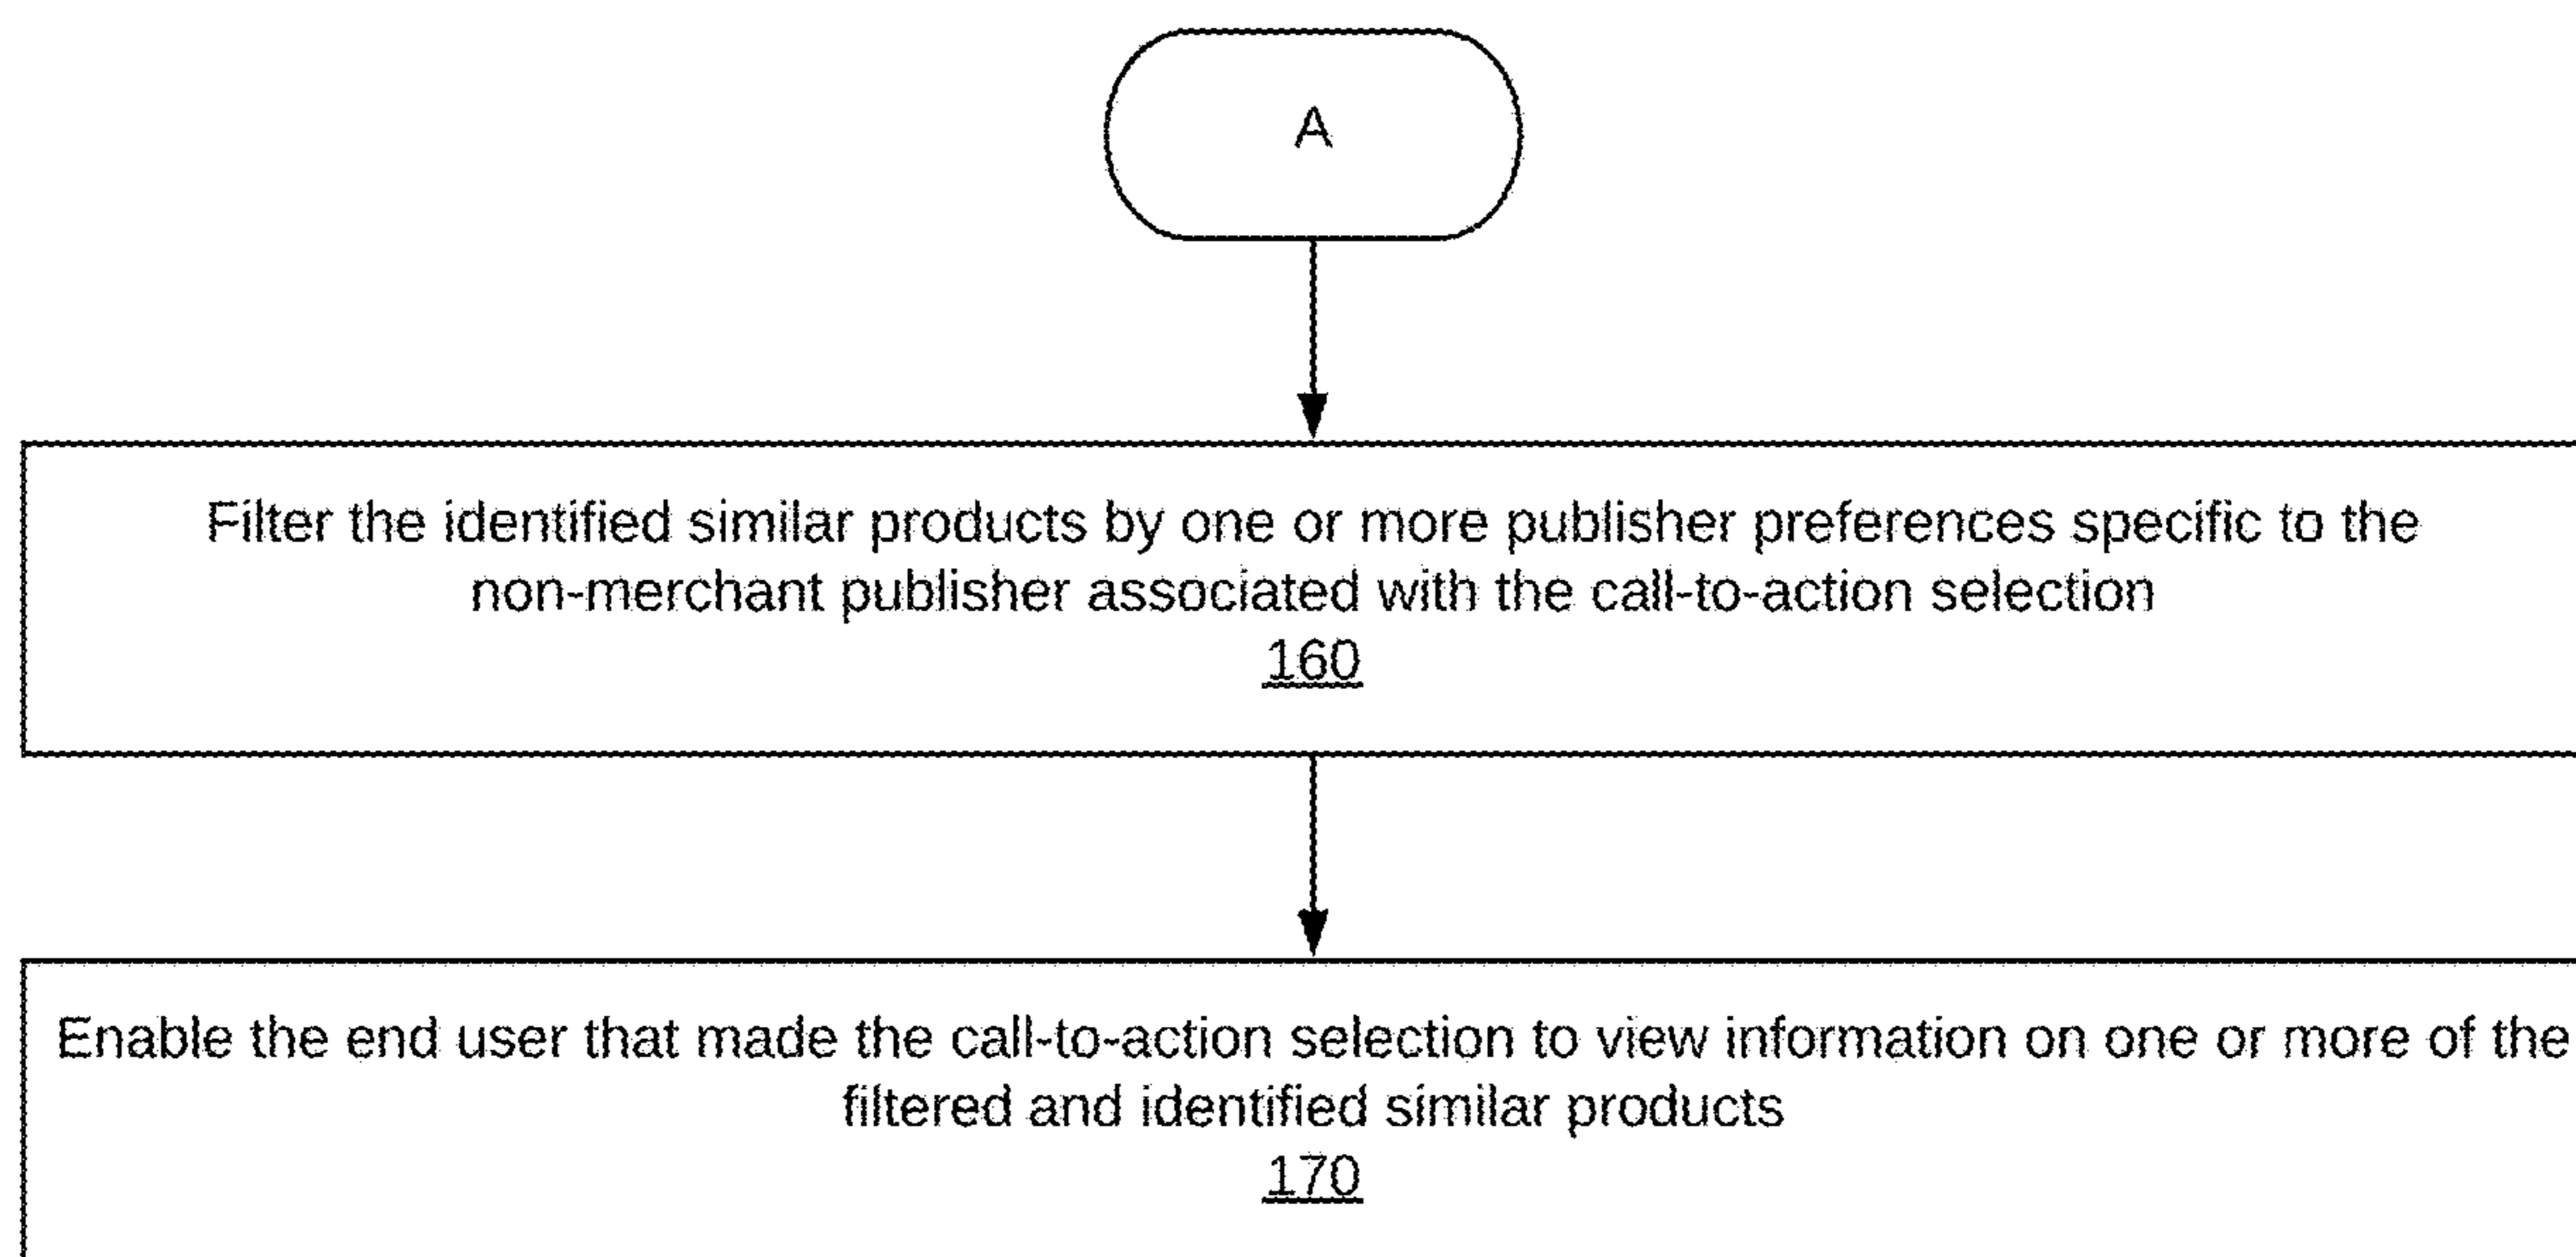 A
Filter the identified similar products by one or more publisher preferences specific to the
non-merchant publisher associated with the call-to-action selection
160
Enable the end user that made the call-to-action selection to view information on one or more of the
filtered and identified similar products
170